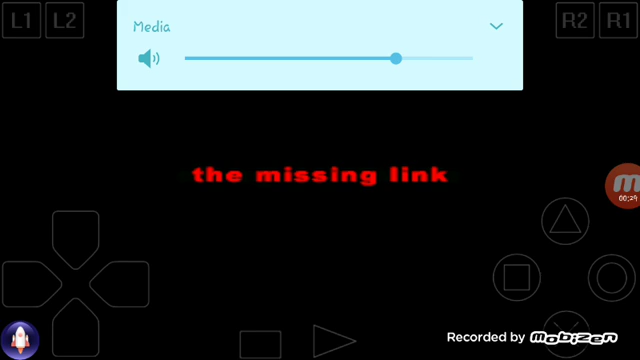 L1 L2
Media
R2 R1
the missing link
00:29
Recorded by mobizen